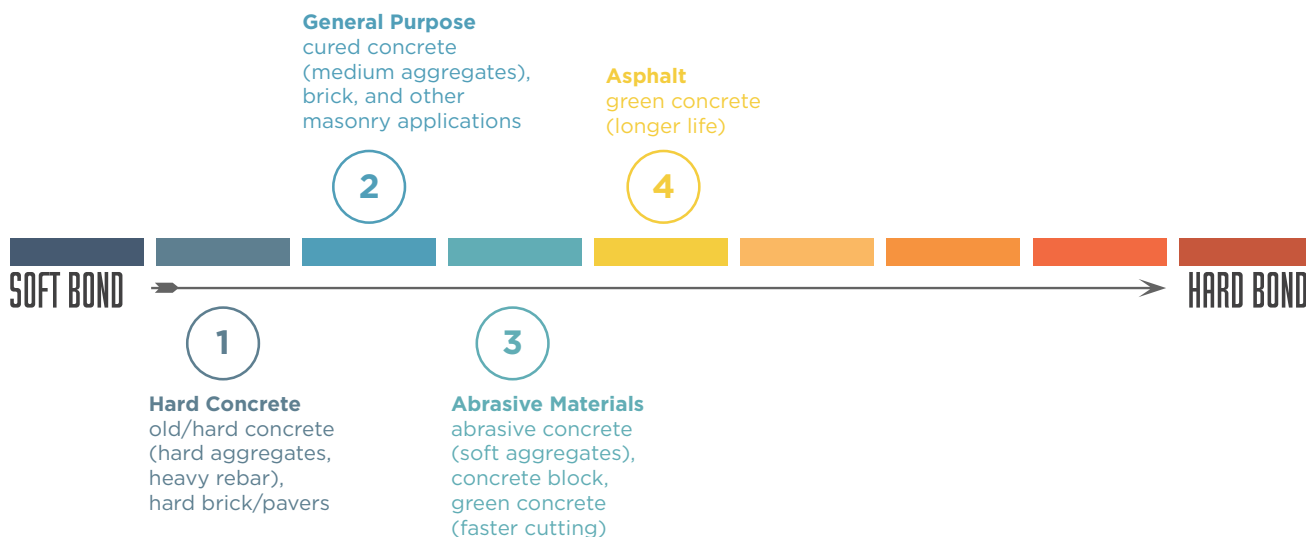 General Purpose
cured concrete
(medium aggregates),
brick, and other
masonry applications
Asphalt
green concrete
(longer life)
2
4
SOFT BOND
HARD BOND
1
3
Hard Concrete
old/hard concrete
(hard aggregates,
heavy rebar),
hard brick/pavers
Abrasive Materials
abrasive concrete
(soft aggregates),
concrete block,
green concrete
(faster cutting)